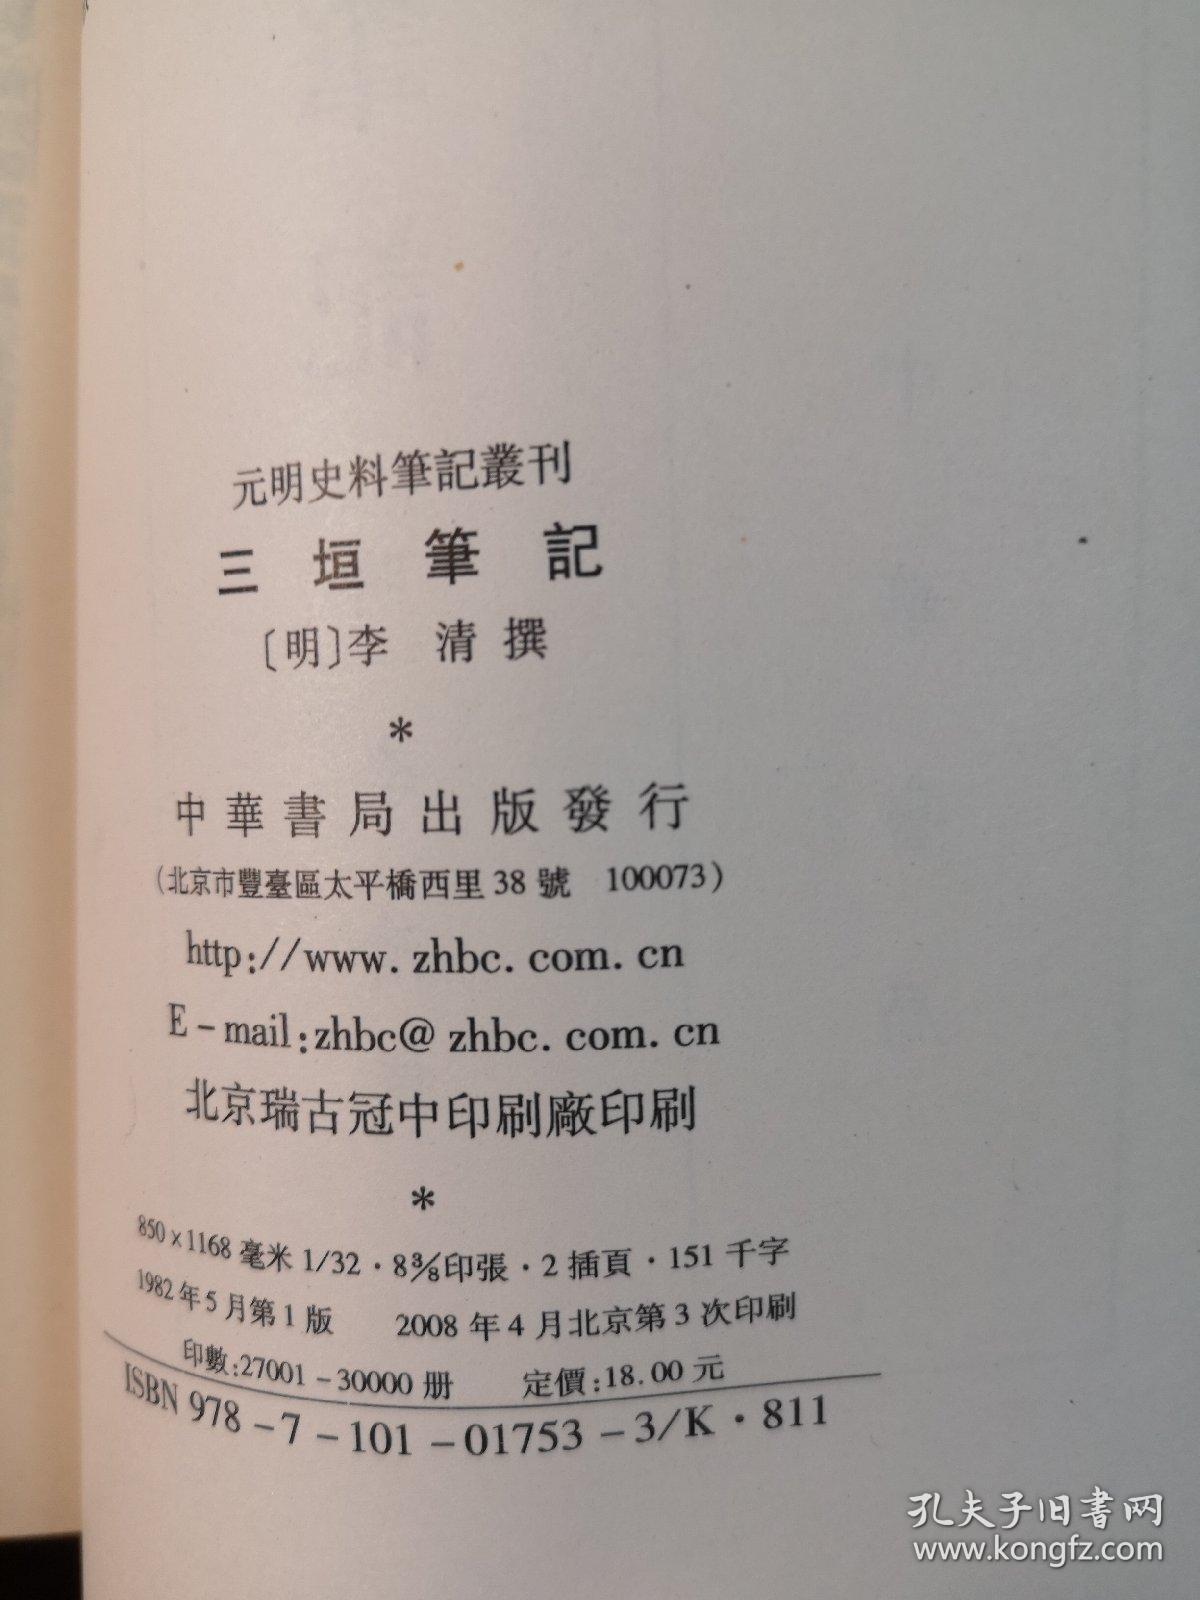 元明史料筆記叢刊
三垣筆記
〔明〕李 清 撰
*
中華書局出版發行
(北京市豐臺區太平橋西里 38 號 100073)
http://www.zhbc.com.cn
E-mail:zhbc@zhbc.com.cn
北京瑞古冠中印刷廠印刷
*
850×1168 毫米 1/32·8⅜印張·2 插頁·151 千字
1982 年 5 月第 1 版 2008 年 4 月北京第 3 次印刷
印數:27001-30000 册 定價:18.00 元
ISBN 978-7-101-01753-3/K·811
孔夫子旧書网
www.kongfz.com